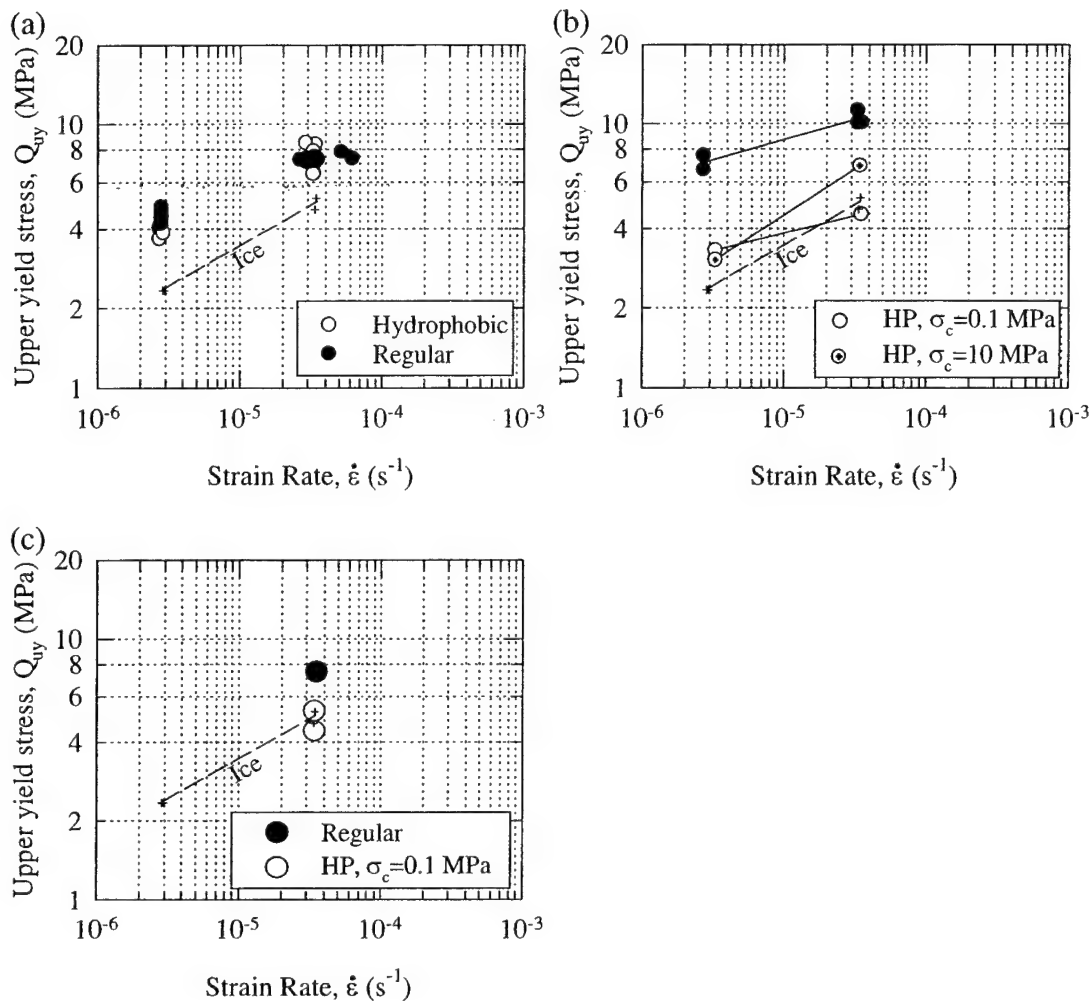 (a)
Upper yield stress, Q_uy (MPa)
20
10
8
6
4
2
1
Ice
Hydrophobic
Regular
10^-6
10^-5
10^-4
10^-3
Strain Rate, ε̇ (s^-1)
(b)
Upper yield stress, Q_uy (MPa)
20
10
8
6
4
2
1
Ice
HP, σ_c=0.1 MPa
HP, σ_c=10 MPa
10^-6
10^-5
10^-4
10^-3
Strain Rate, ε̇ (s^-1)
(c)
Upper yield stress, Q_uy (MPa)
20
10
8
6
4
2
1
Ice
Regular
HP, σ_c=0.1 MPa
10^-6
10^-5
10^-4
10^-3
Strain Rate, ε̇ (s^-1)